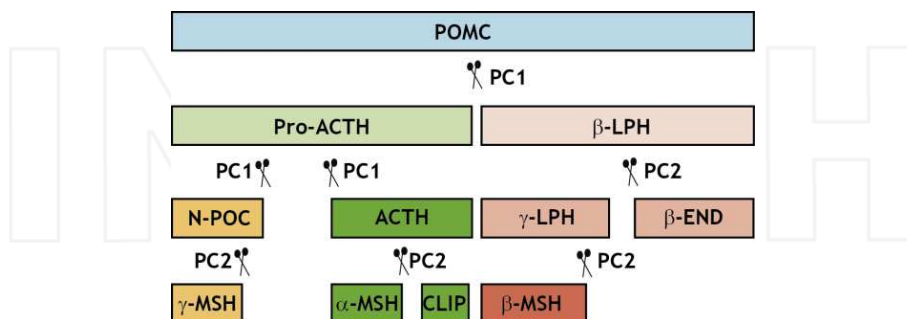 POMC
PC1
Pro-ACTH β-LPH
PC1 PC1 PC2
N-POC ACTH γ-LPH β-END
PC2 PC2 PC2
γ-MSH α-MSH CLIP β-MSH